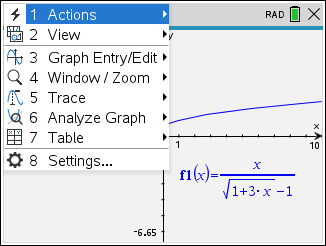 RAD
1 Actions
2 View
3 Graph Entry/Edit
4 Window / Zoom
5 Trace
6 Analyze Graph
7 Table
8 Settings...
y
x
10
f1(x)=x/(√(1+3·x) −1)
-6.65